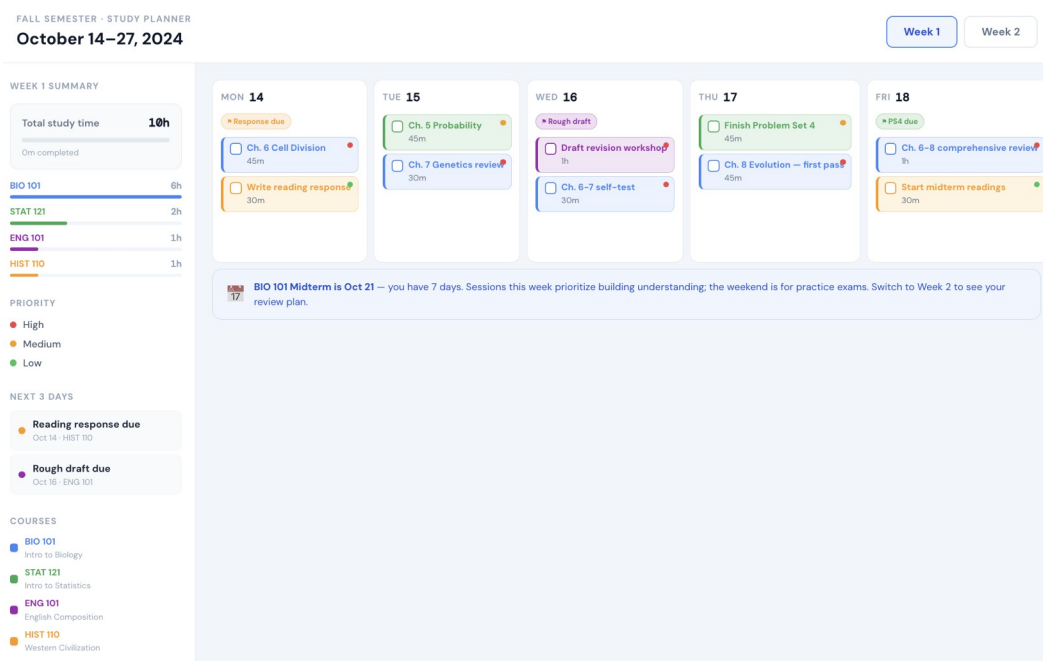 FALL SEMESTER · STUDY PLANNER
October 14–27, 2024
Week 1
Week 2
WEEK 1 SUMMARY
Total study time 10h
0m completed
BIO 101 6h
STAT 121 2h
ENG 101 1h
HIST 110 1h
PRIORITY
High
Medium
Low
NEXT 3 DAYS
Reading response due
Oct 14 · HIST 110
Rough draft due
Oct 16 · ENG 101
COURSES
BIO 101
Intro to Biology
STAT 121
Intro to Statistics
ENG 101
English Composition
HIST 110
Western Civilization
MON 14
Response due
Ch. 6 Cell Division
45m
Write reading response
30m
TUE 15
Ch. 5 Probability
45m
Ch. 7 Genetics review
30m
WED 16
Rough draft
Draft revision workshop
1h
Ch. 6–7 self-test
30m
THU 17
Finish Problem Set 4
45m
Ch. 8 Evolution — first pass
45m
FRI 18
PS4 due
Ch. 6–8 comprehensive review
1h
Start midterm readings
30m
17
BIO 101 Midterm is Oct 21 — you have 7 days. Sessions this week prioritize building understanding; the weekend is for practice exams. Switch to Week 2 to see your
review plan.